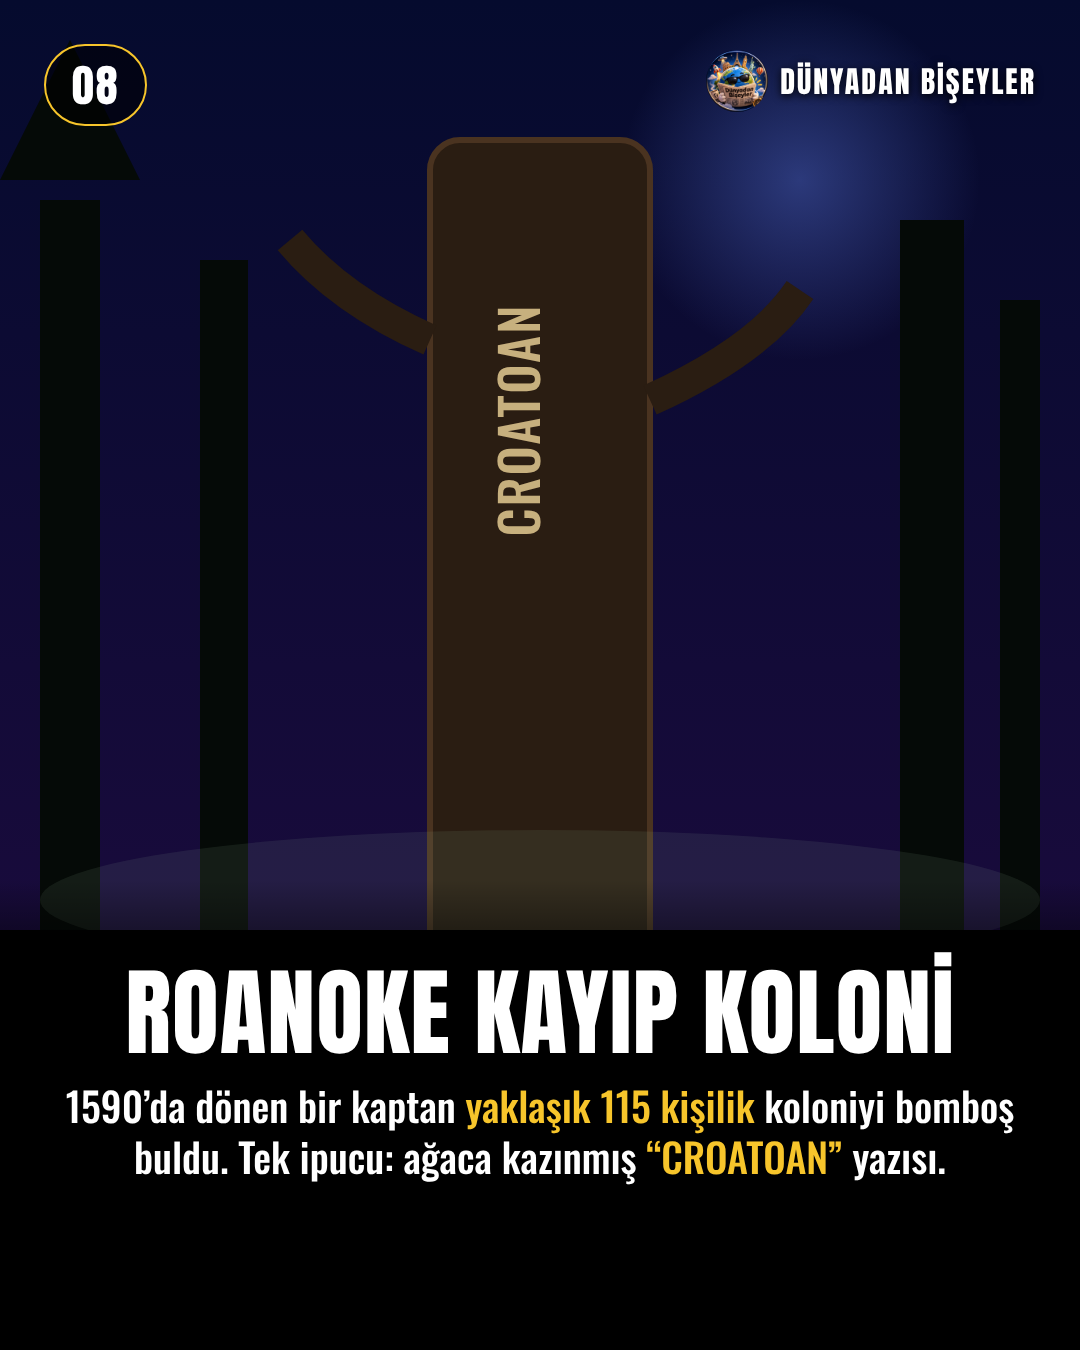 08
DÜNYADAN BİŞEYLER
CROATOAN
ROANOKE KAYIP KOLONİ
1590’da dönen bir kaptan yaklaşık 115 kişilik koloniyi bomboş
buldu. Tek ipucu: ağaca kazınmış “CROATOAN” yazısı.